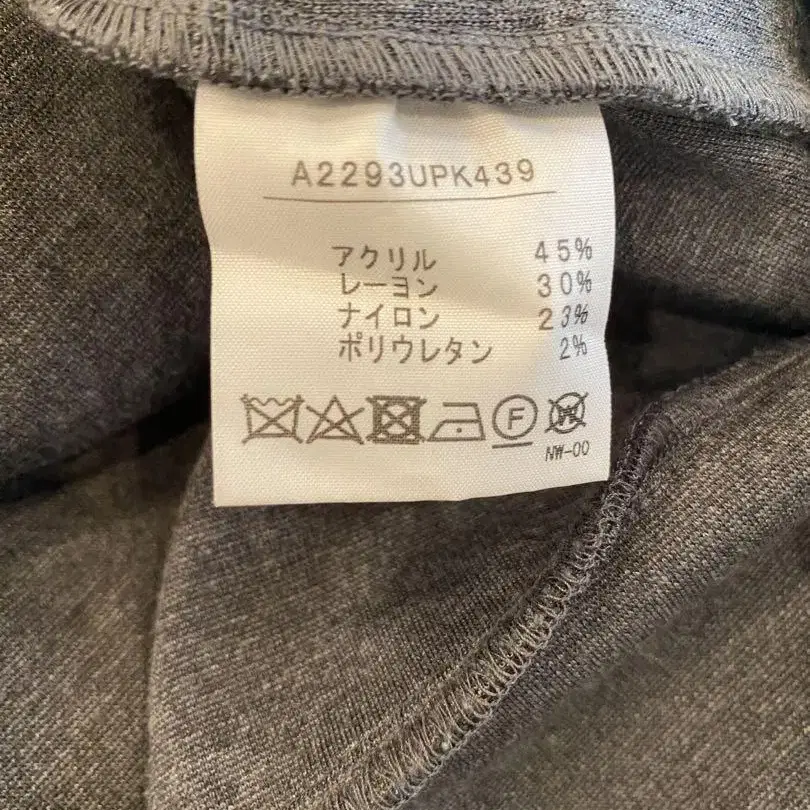 A2293UPK439
アクリル 45%
レーヨン 30%
ナイロン 23%
ポリウレタン 2%
F W
NW-00